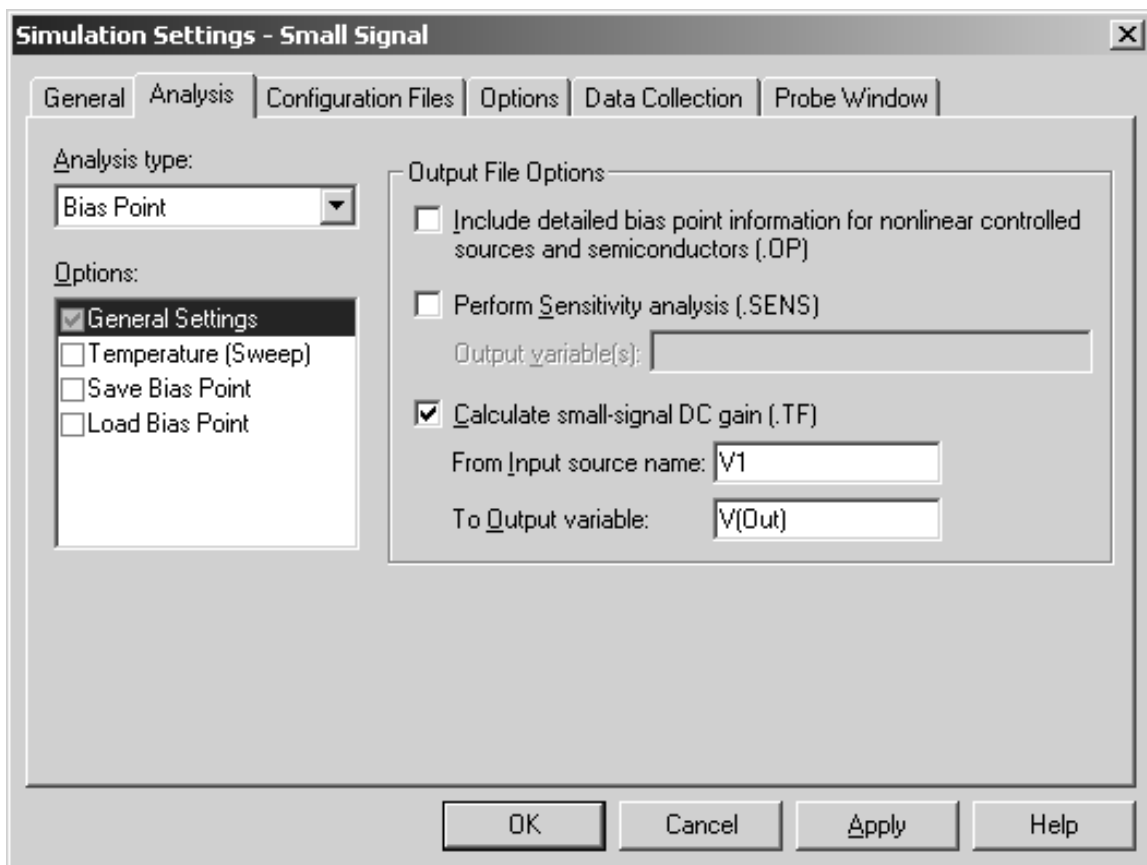 Simulation Settings - Small Signal
General
Analysis
Configuration Files
Options
Data Collection
Probe Window
Analysis type:
Bias Point
Options:
General Settings
Temperature (Sweep)
Save Bias Point
Load Bias Point
Output File Options
Include detailed bias point information for nonlinear controlled
sources and semiconductors (.OP)
Perform Sensitivity analysis (.SENS)
Output variable(s):
Calculate small-signal DC gain (.TF)
From Input source name: V1
To Output variable: V(Out)
OK
Cancel
Apply
Help